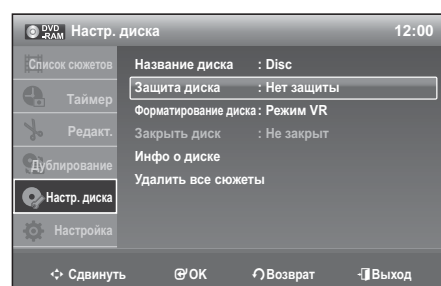 DVD-RAM Настр. диска 12:00
Список сюжетов
Таймер
Редакт.
Дублирование
Настр. диска
Настройка
Название диска : Disc
Защита диска : Нет защиты
Форматирование диска : Режим VR
Закрыть диск : Не закрыт
Инфо о диске
Удалить все сюжеты
Сдвинуть OK Возврат Выход